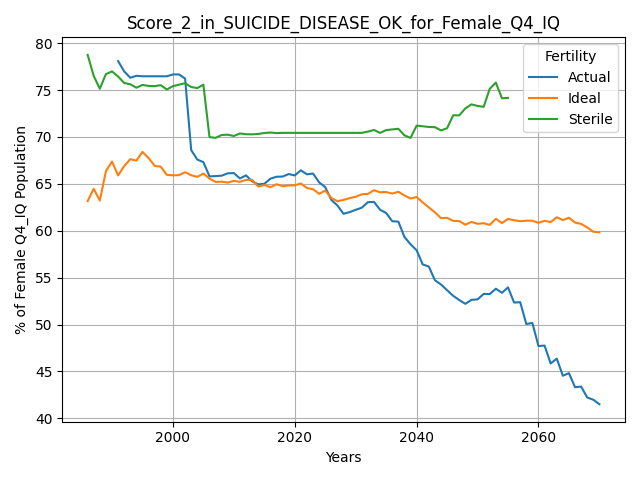 Score_2_in_SUICIDE_DISEASE_OK_for_Female_Q4_IQ
Fertility
Actual
Ideal
Sterile
% of Female Q4_IQ Population
80
75
70
65
60
55
50
45
40
2000
2020
2040
2060
Years